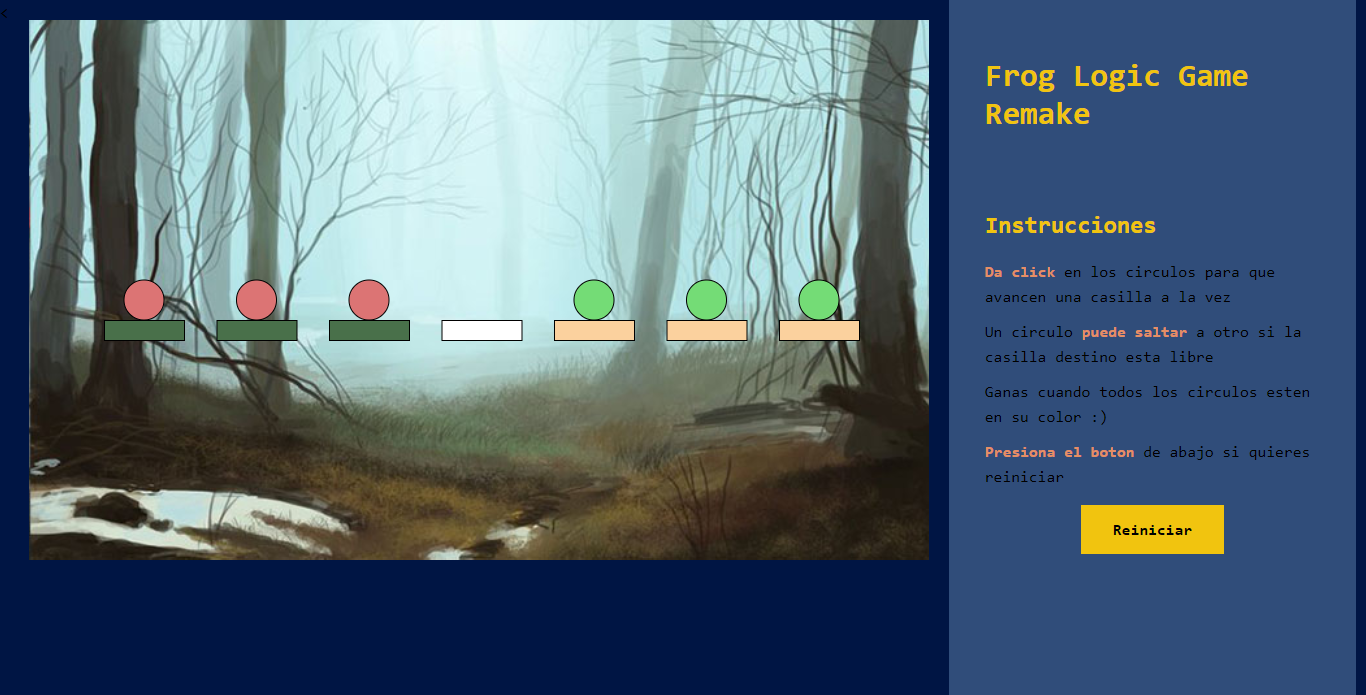 <
Frog Logic Game
Remake
Instrucciones
Da click en los circulos para que
avancen una casilla a la vez
Un circulo puede saltar a otro si la
casilla destino esta libre
Ganas cuando todos los circulos esten
en su color :)
Presiona el boton de abajo si quieres
reiniciar
Reiniciar